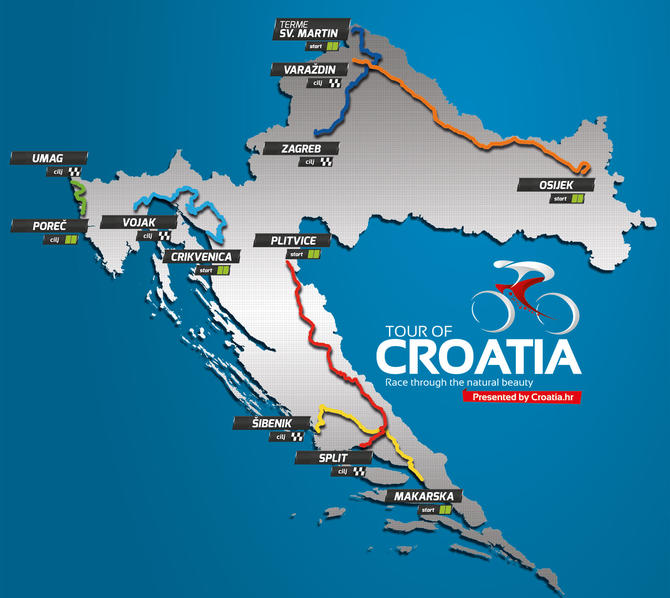 TERME
SV. MARTIN
start
VARAŽDIN
cilj
ZAGREB
cilj
OSIJEK
start
UMAG
cilj
POREČ
cilj
VOJAK
cilj
CRIKVENICA
start
PLITVICE
start
TOUR OF
CROATIA
Race through the natural beauty
Presented by Croatia.hr
ŠIBENIK
cilj
SPLIT
cilj
MAKARSKA
start